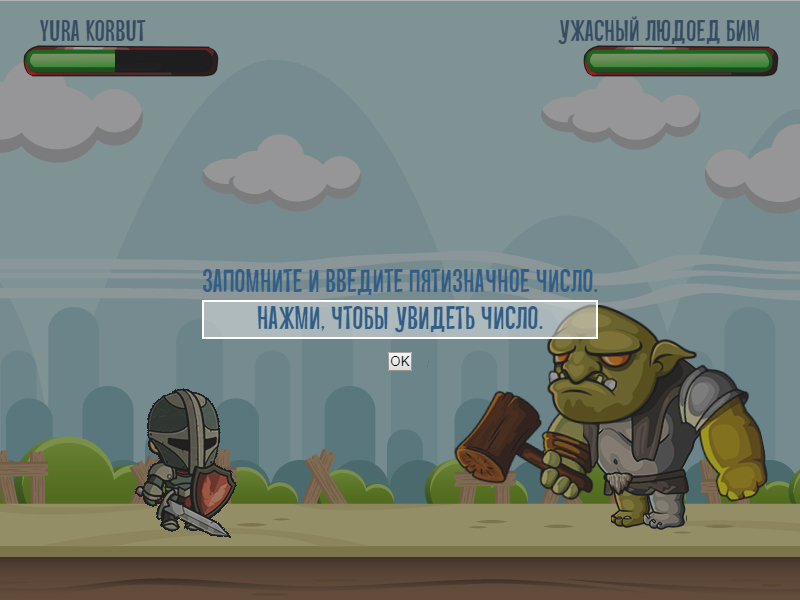 YURA KORBUT
УЖАСНЫЙ ЛЮДОЕД БИМ
ЗАПОМНИТЕ И ВВЕДИТЕ ПЯТИЗНАЧНОЕ ЧИСЛО.
НАЖМИ, ЧТОБЫ УВИДЕТЬ ЧИСЛО.
OK